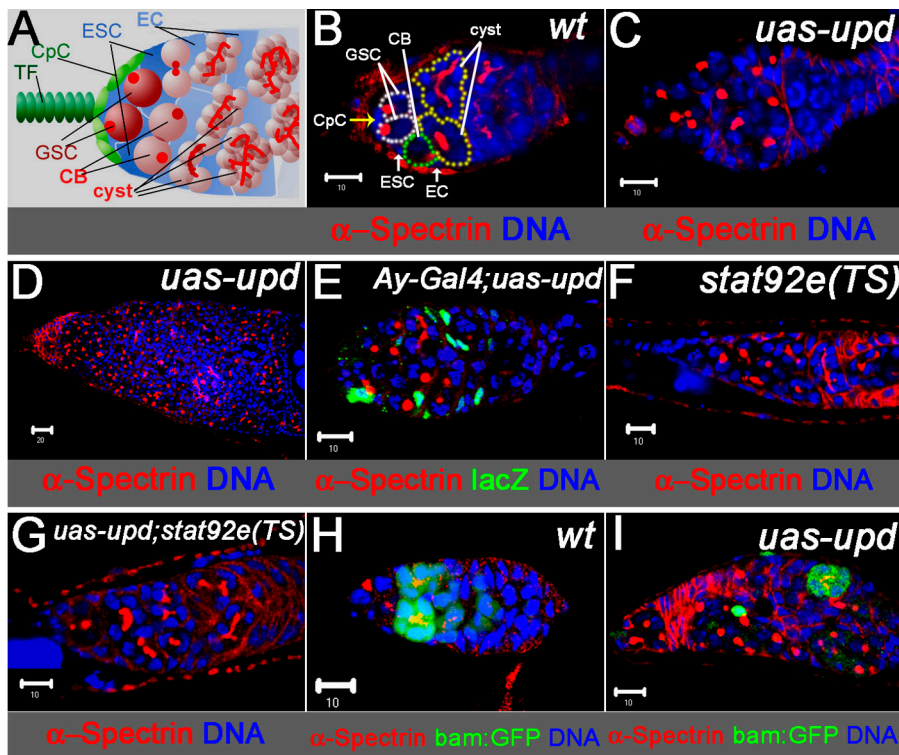 A
EC
ESC
CpC
TF
GSC
CB
cyst
B
wt
CB
cyst
GSC
CpC
ESC
EC
10
C
uas-upd
10
α–Spectrin DNA
α-Spectrin DNA
D
uas-upd
20
E
Ay-Gal4;uas-upd
10
F
stat92e(TS)
10
α-Spectrin DNA
α–Spectrin lacZ DNA
α–Spectrin DNA
G
uas-upd;stat92e(TS)
10
H
wt
10
I
uas-upd
10
α-Spectrin DNA
α-Spectrin bam:GFP DNA
α-Spectrin bam:GFP DNA